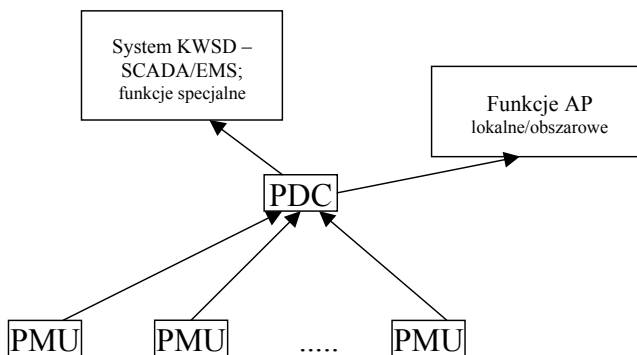 System KWSD –
SCADA/EMS;
funkcje specjalne
Funkcje AP
lokalne/obszarowe
PDC
PMU PMU ..... PMU